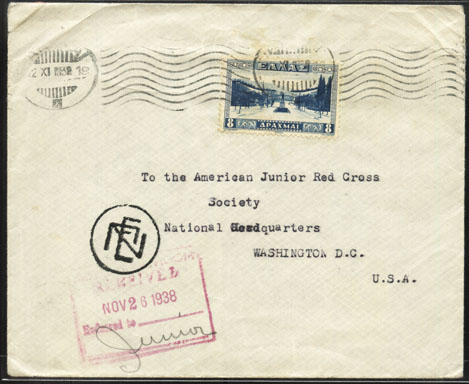 ΕΛΛΑΣ
8 ΔΡΑΧΜΑΙ 8
To the American Junior Red Cross
Society
National Headquarters
WASHINGTON D.C.
U.S.A.
RECEIVED
NOV 26 1938
Referred to
Junior